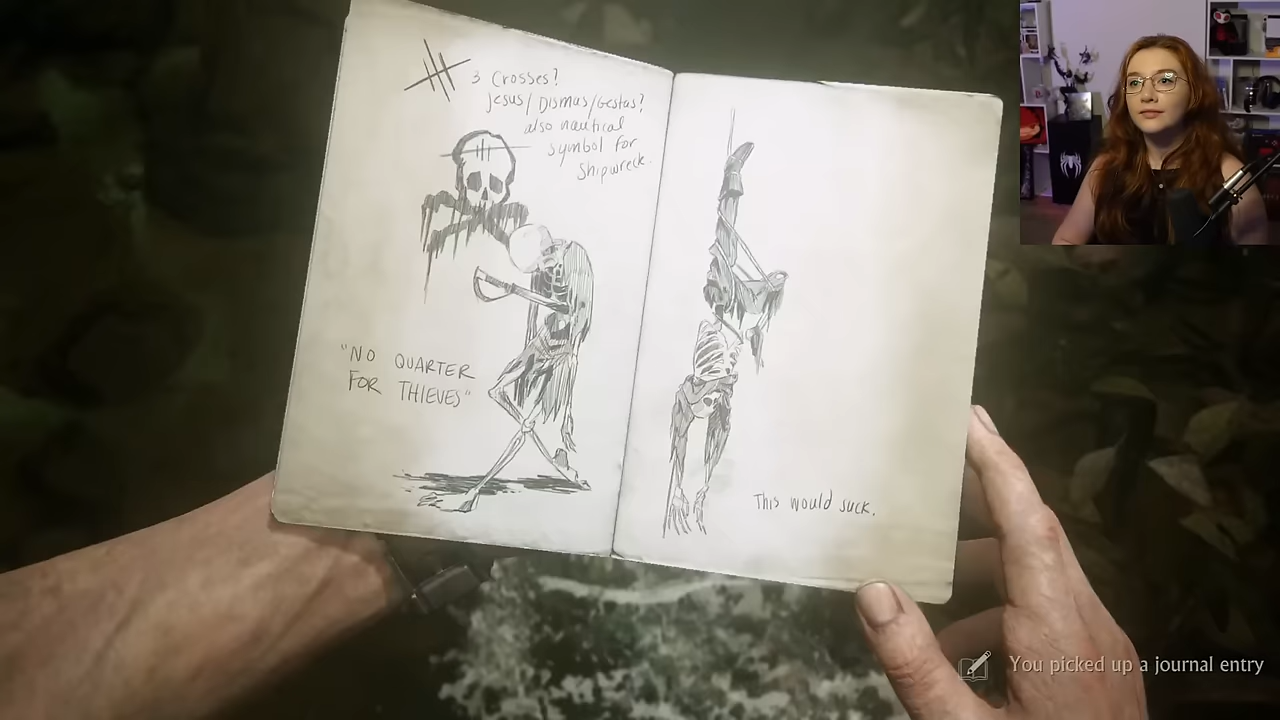 3 Crosses?
Jesus/Dismas/Gestas?
also nautical
symbol for
Shipwreck.
"NO QUARTER
FOR THIEVES"
This would suck.
You picked up a journal entry